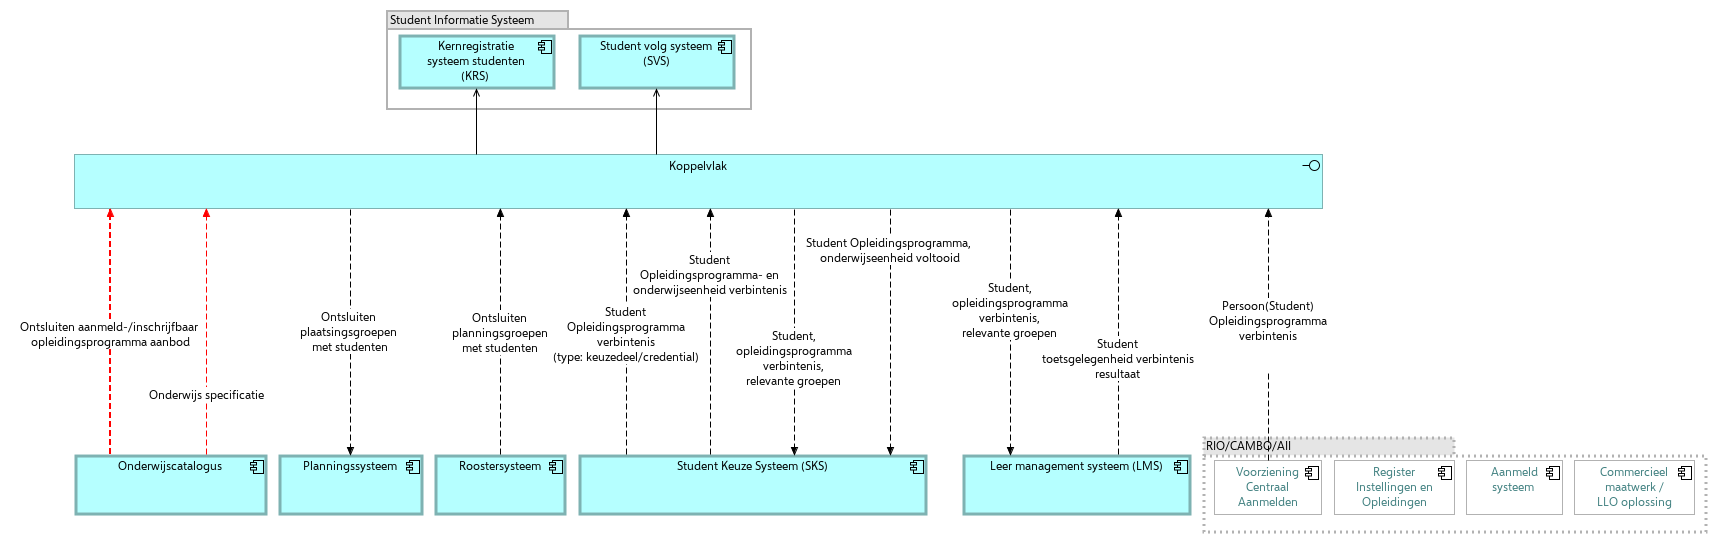 Student Informatie Systeem
Kernregistratie
systeem studenten
(KRS)
Student volg systeem
(SVS)
Koppelvlak
Ontsluiten aanmeld-/inschrijfbaar
opleidingsprogramma aanbod
Onderwijs specificatie
Ontsluiten
plaatsingsgroepen
met studenten
Ontsluiten
planningsgroepen
met studenten
Student
Opleidingsprogramma
verbintenis
(type: keuzedeel/credential)
Student
Opleidingsprogramma- en
onderwijseenheid verbintenis
Student,
opleidingsprogramma
verbintenis,
relevante groepen
Student Opleidingsprogramma,
onderwijseenheid voltooid
Student,
opleidingsprogramma
verbintenis,
relevante groepen
Student
toetsgelegenheid verbintenis
resultaat
Persoon(Student)
Opleidingsprogramma
verbintenis
Onderwijscatalogus
Planningssysteem
Roostersysteem
Student Keuze Systeem (SKS)
Leer management systeem (LMS)
RIO/CAMBO/All
Voorziening
Centraal
Aanmelden
Register
Instellingen en
Opleidingen
Aanmeld
systeem
Commercieel
maatwerk /
LLO oplossing